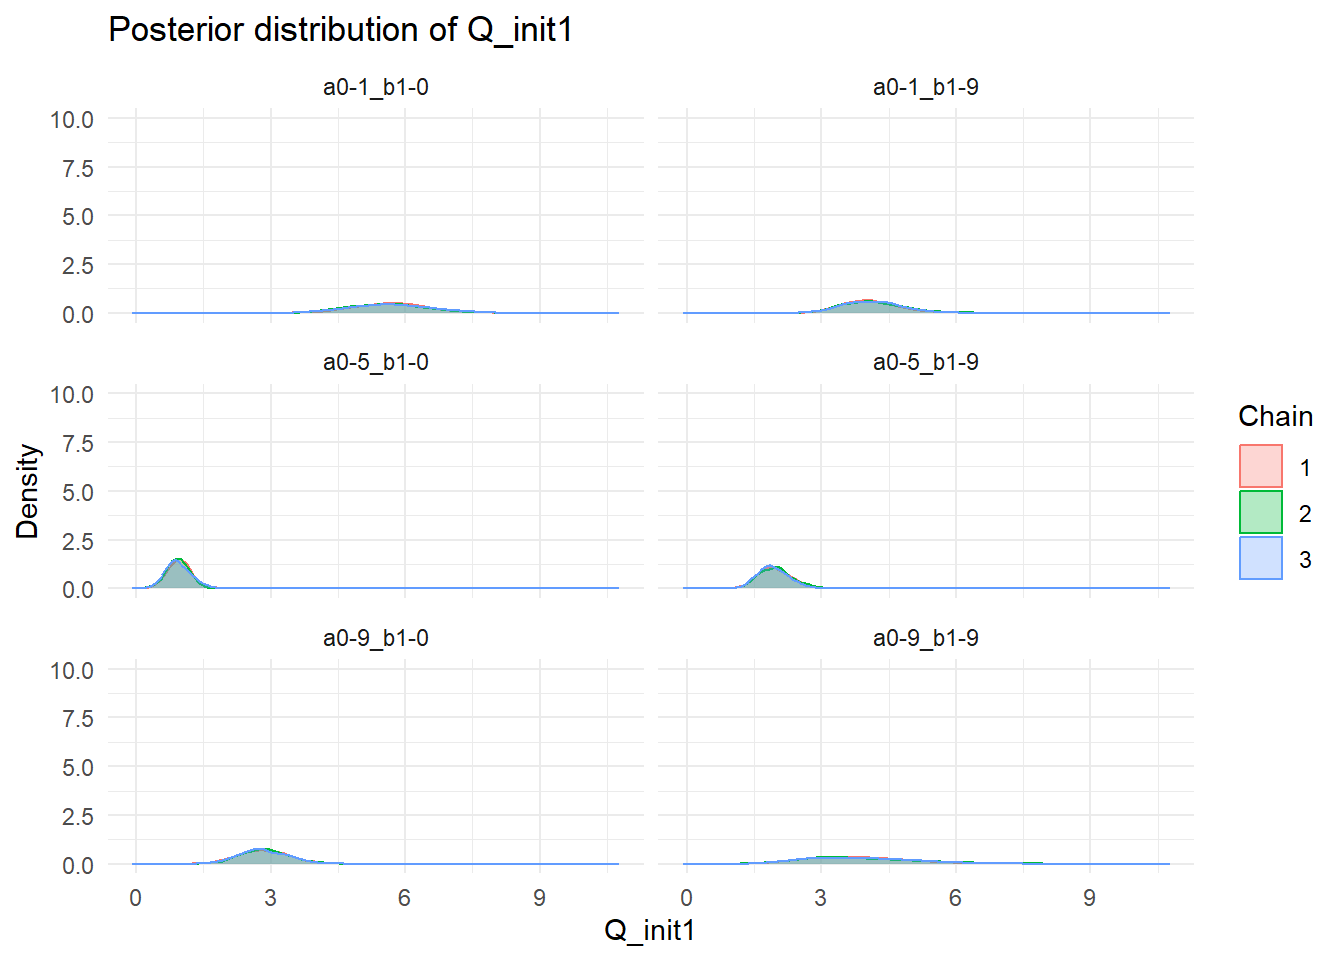 Posterior distribution of Q_init1
a0-1_b1-0
a0-1_b1-9
10.0
7.5
5.0
2.5
0.0
a0-5_b1-0
a0-5_b1-9
10.0
7.5
5.0
2.5
0.0
a0-9_b1-0
a0-9_b1-9
10.0
7.5
5.0
2.5
0.0
0 3 6 9
0 3 6 9
Q_init1
Density
Chain
1
2
3